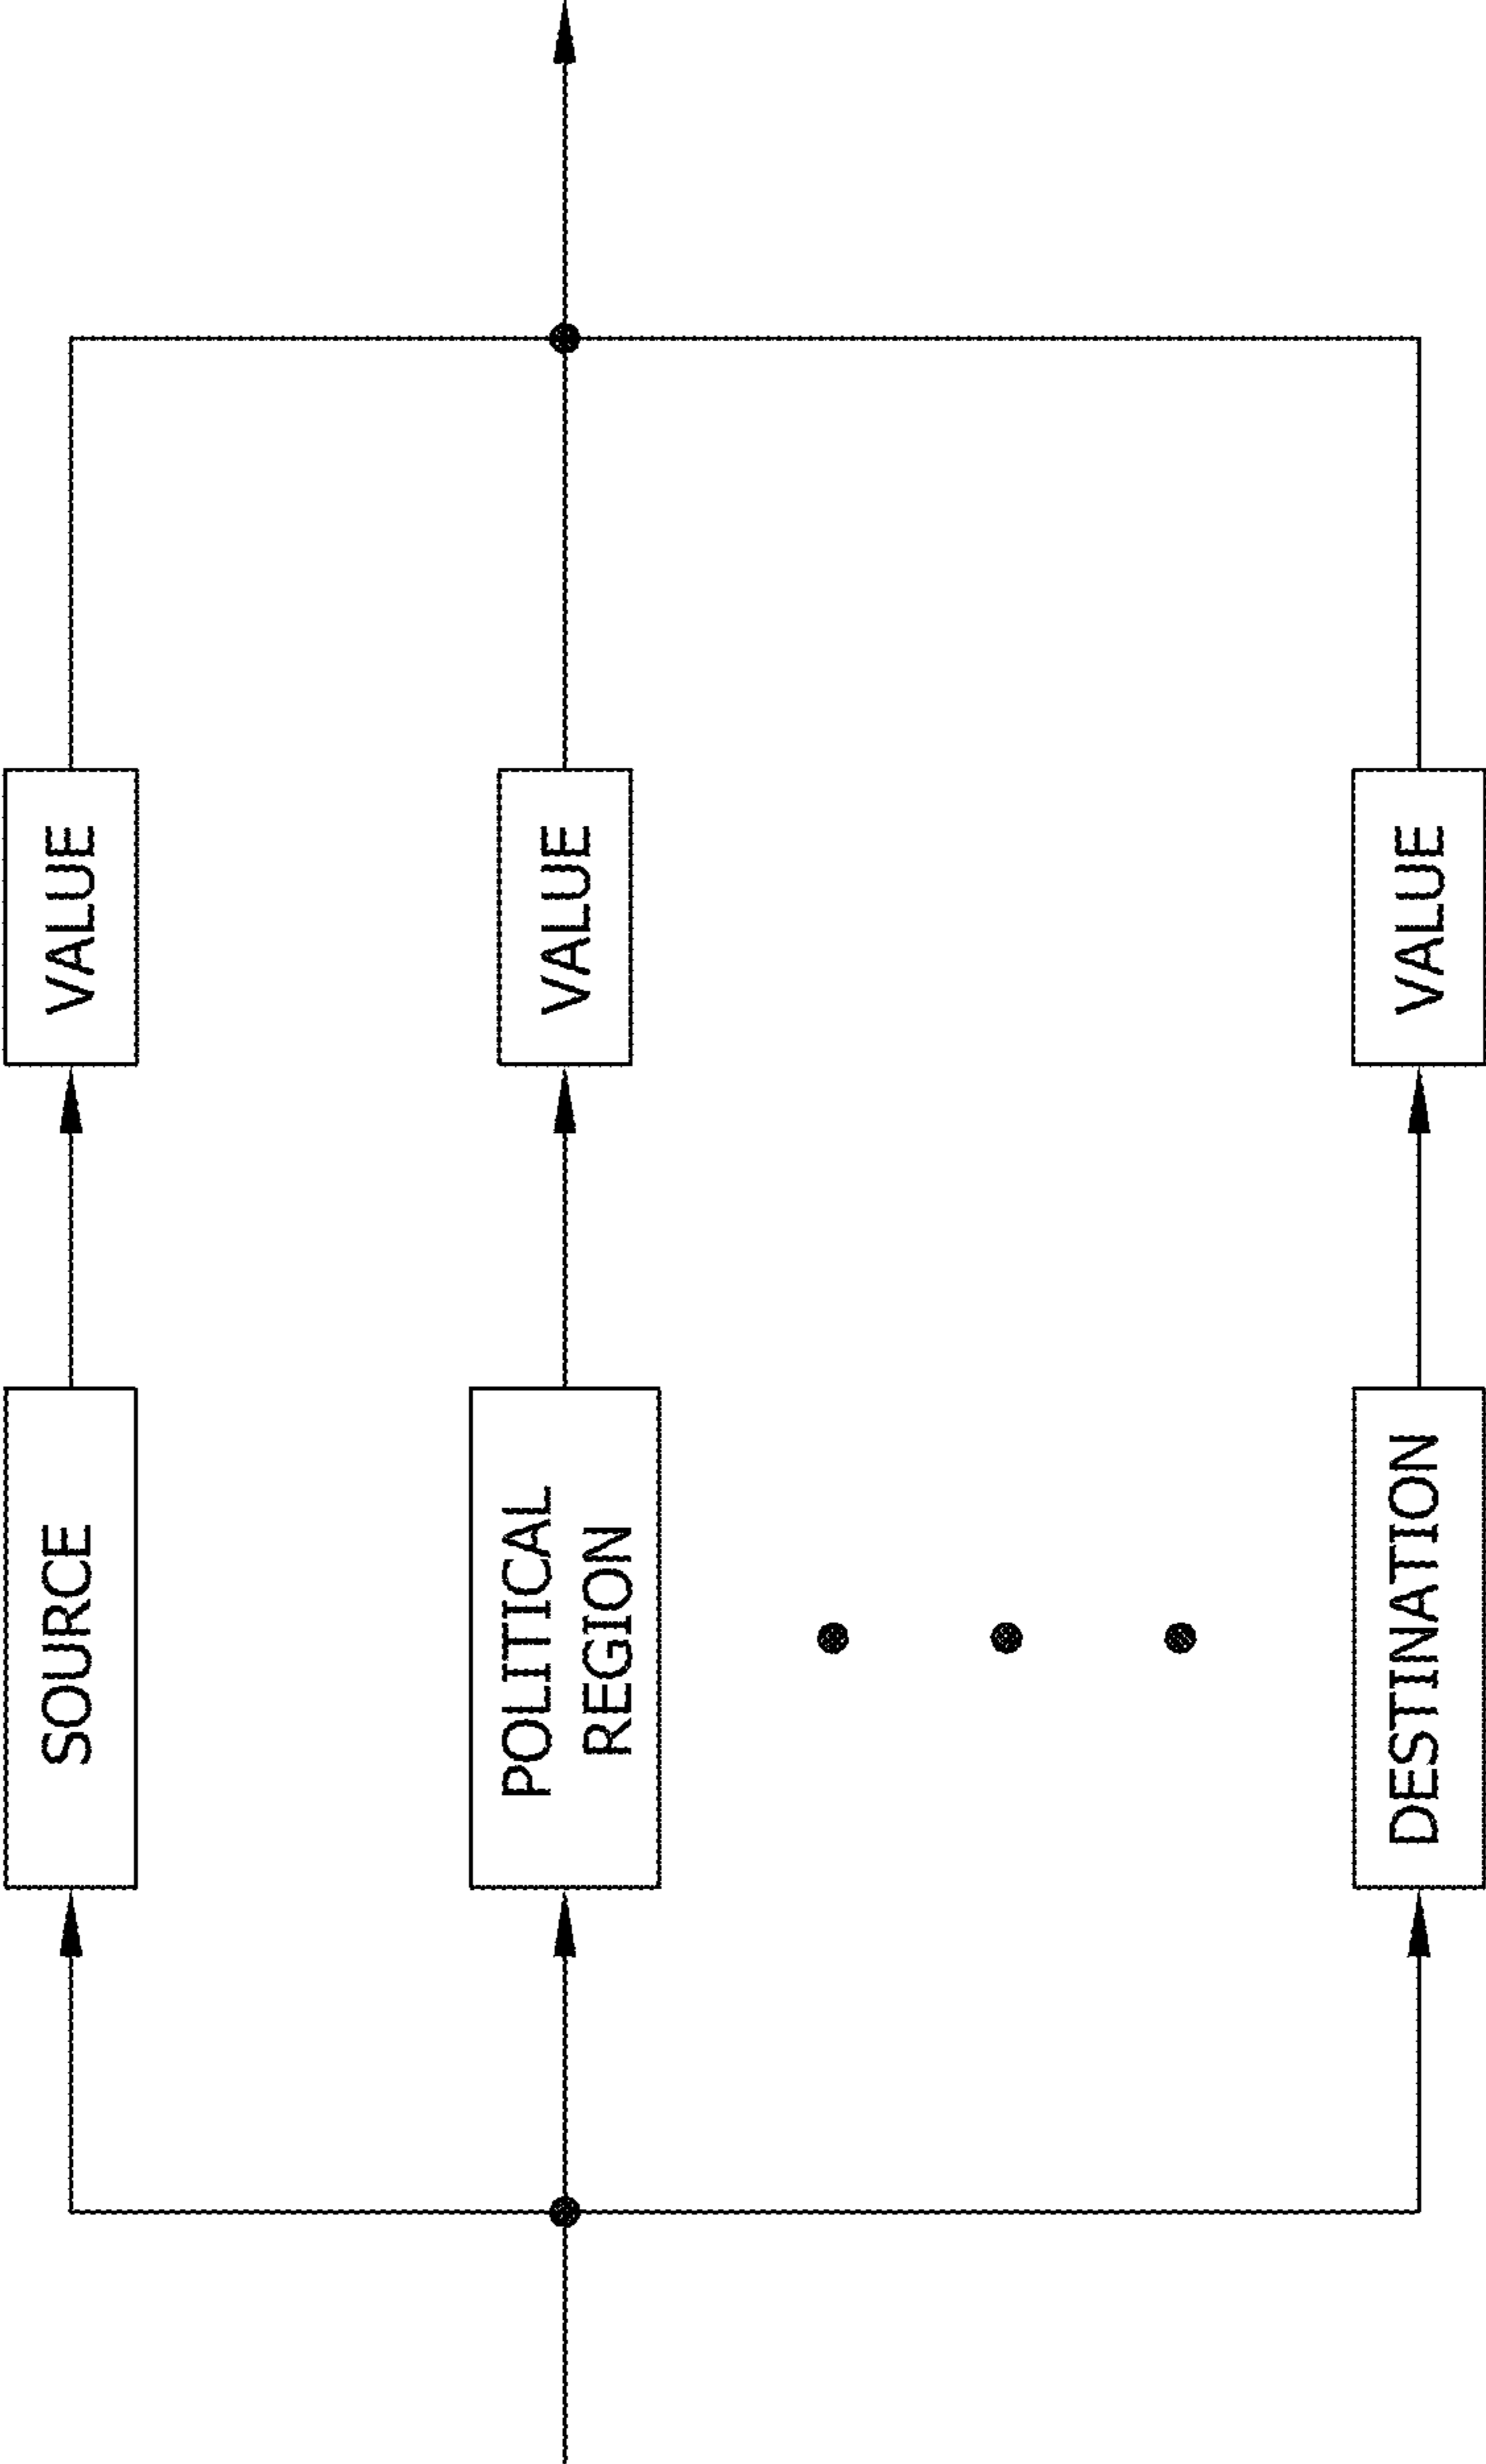 SOURCE
VALUE
POLITICAL
REGION
VALUE
DESTINATION
VALUE